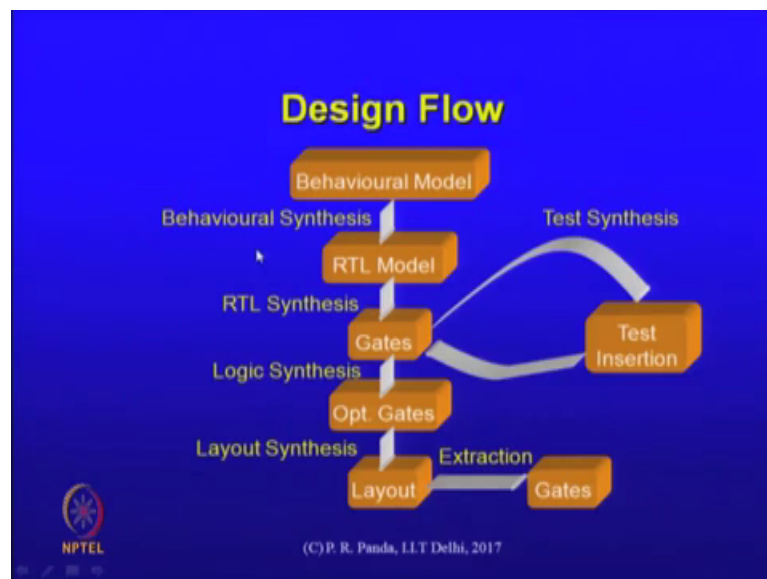 Design Flow
Behavioural Model
Behavioural Synthesis
Test Synthesis
RTL Model
RTL Synthesis
Gates
Test
Insertion
Logic Synthesis
Opt. Gates
Layout Synthesis
Extraction
Layout
Gates
NPTEL
(C) P. R. Panda, I.I.T Delhi, 2017